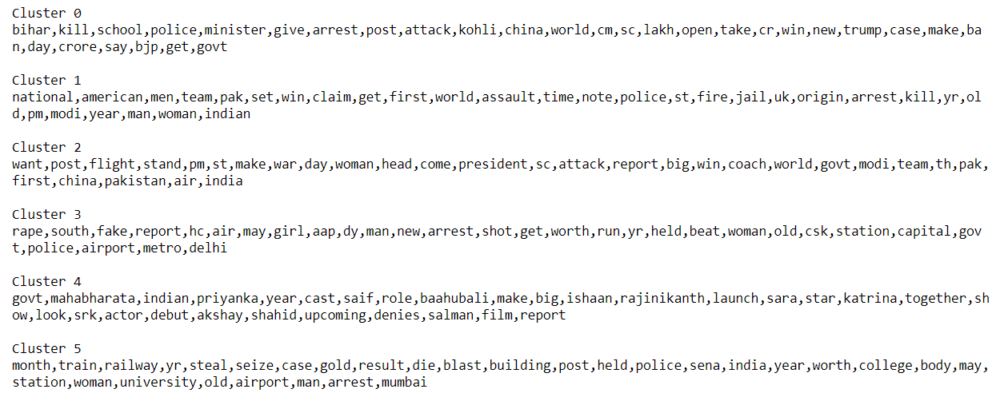 Cluster 0
bihar,kill,school,police,minister,give,arrest,post,attack,kohli,china,world,cm,sc,lakh,open,take,cr,win,new,trump,case,make,ba
n,day,crore,say,bjp,get,govt
Cluster 1
national,american,men,team,pak,set,win,claim,get,first,world,assault,time,note,police,st,fire,jail,uk,origin,arrest,kill,yr,ol
d,pm,modi,year,man,woman,indian
Cluster 2
want,post,flight,stand,pm,st,make,war,day,woman,head,come,president,sc,attack,report,big,win,coach,world,govt,modi,team,th,pak,
first,china,pakistan,air,india
Cluster 3
rape,south,fake,report,hc,air,may,girl,aap,dy,man,new,arrest,shot,get,worth,run,yr,held,beat,woman,old,csk,station,capital,gov
t,police,airport,metro,delhi
Cluster 4
govt,mahabharata,indian,priyanka,year,cast,saif,role,baahubali,make,big,ishaan,rajinikanth,launch,sara,star,katrina,together,sh
ow,look,srk,actor,debut,akshay,shahid,upcoming,denies,salman,film,report
Cluster 5
month,train,railway,yr,steal,seize,case,gold,result,die,blast,building,post,held,police,sena,india,year,worth,college,body,may,
station,woman,university,old,airport,man,arrest,mumbai